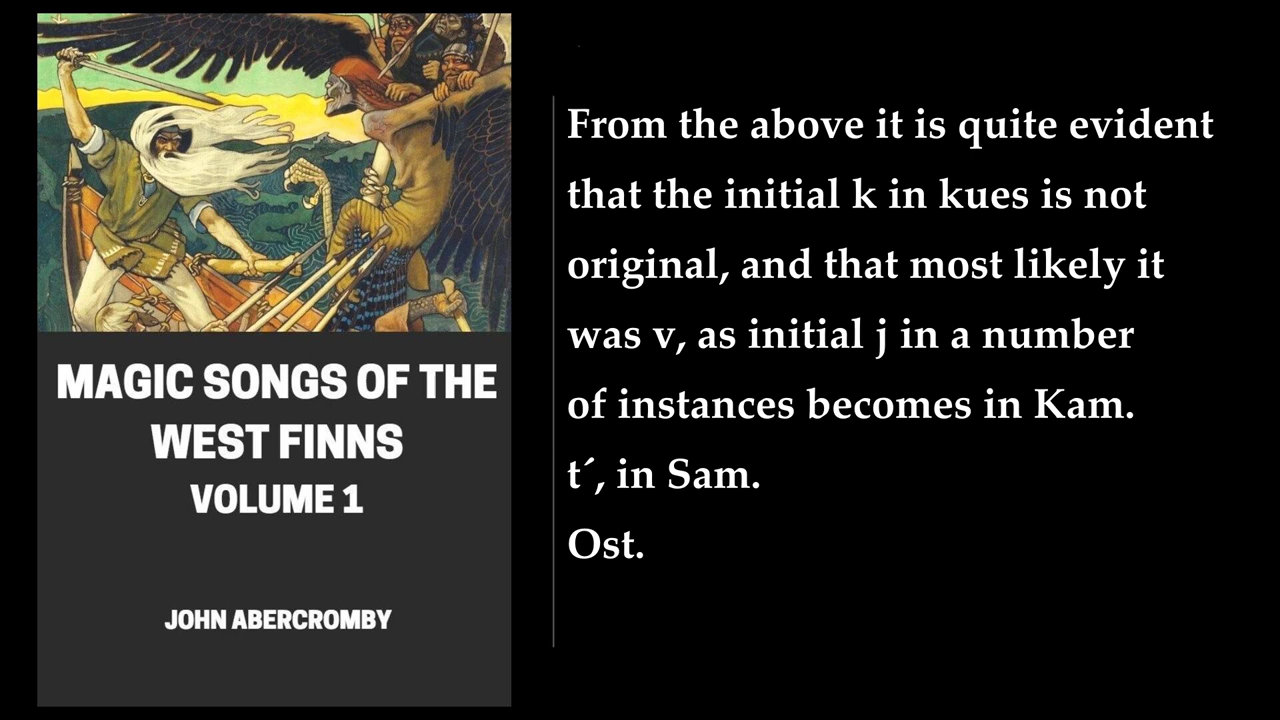 MAGIC SONGS OF THE
WEST FINNS
VOLUME 1
JOHN ABERCROMBY
From the above it is quite evident
that the initial k in kues is not
original, and that most likely it
was v, as initial j in a number
of instances becomes in Kam.
t´, in Sam.
Ost.